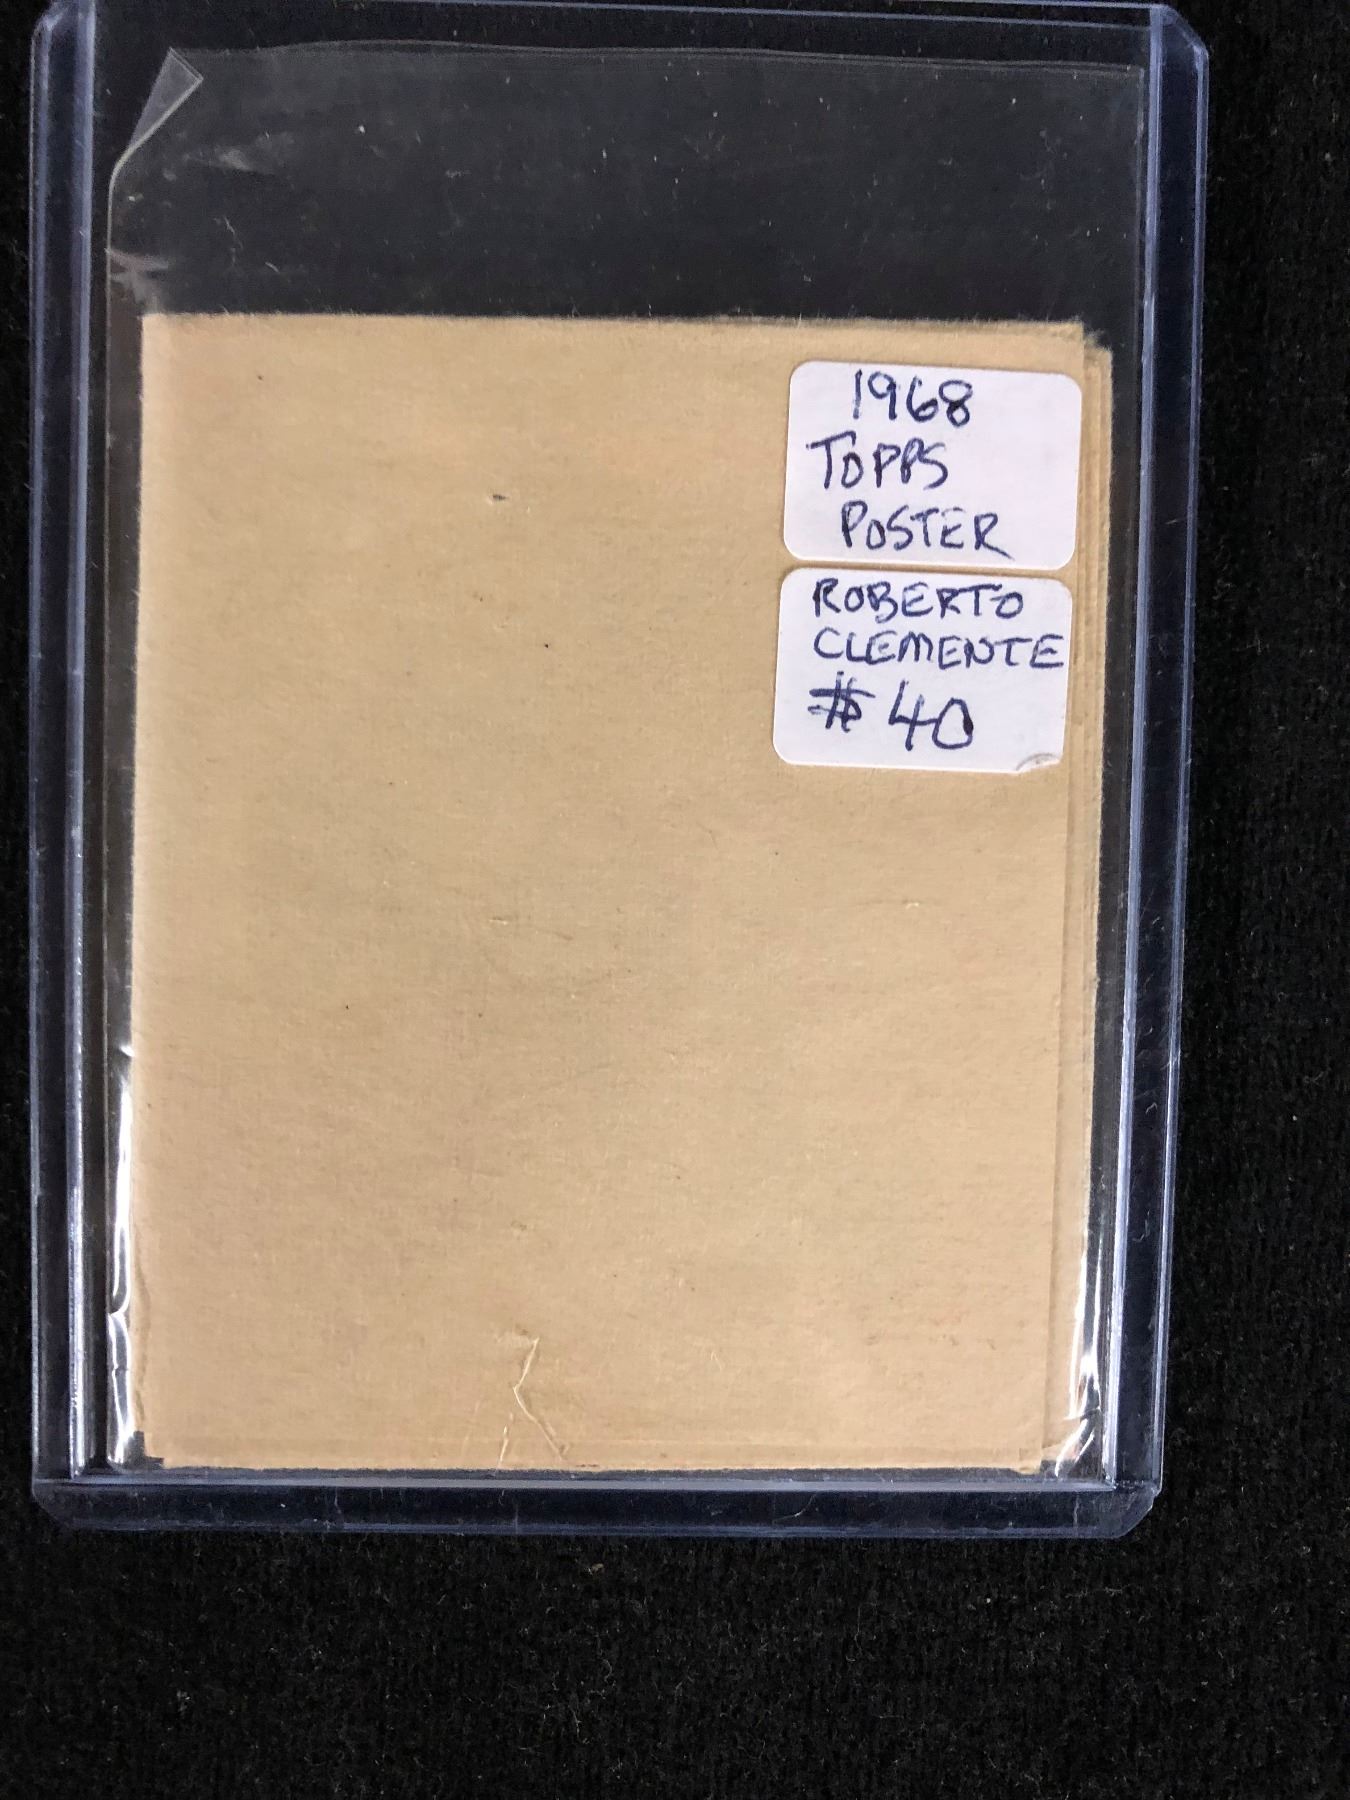 1968
TOPPS
POSTER
ROBERTO
CLEMENTE
# 40